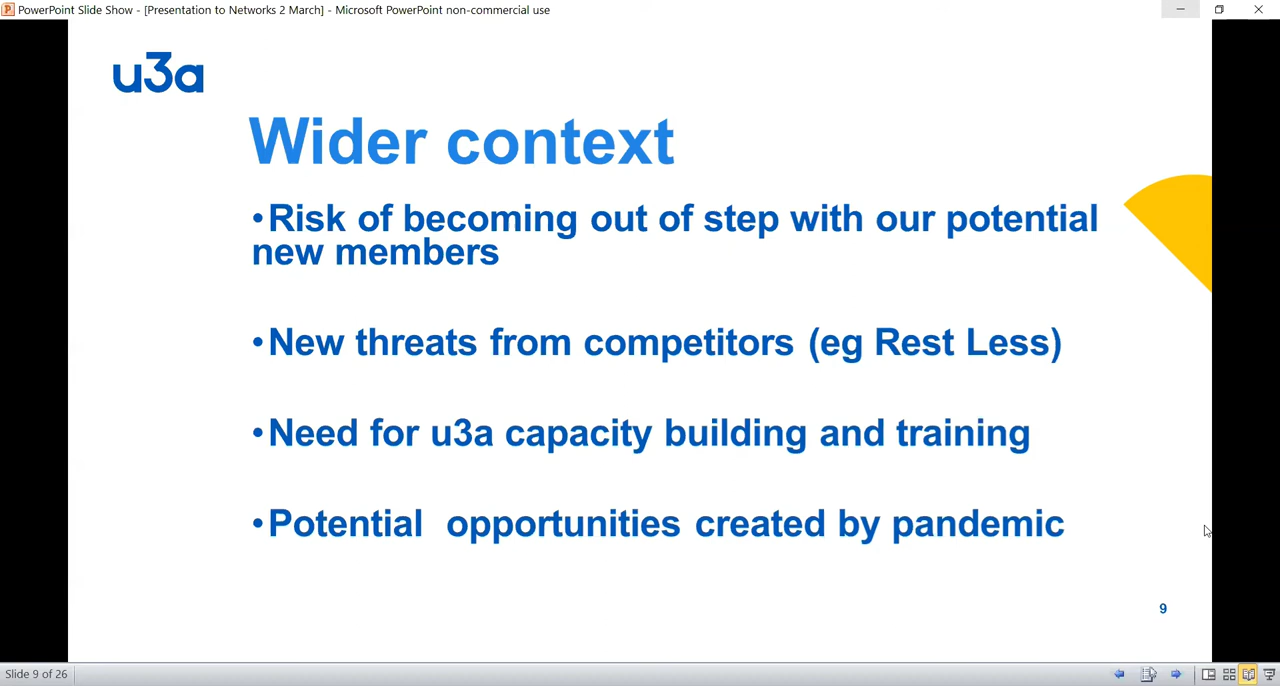 PowerPoint Slide Show - [Presentation to Networks 2 March] - Microsoft PowerPoint non-commercial use
u3a
Wider context
•Risk of becoming out of step with our potential
new members
•New threats from competitors (eg Rest Less)
•Need for u3a capacity building and training
•Potential  opportunities created by pandemic
9
Slide 9 of 26